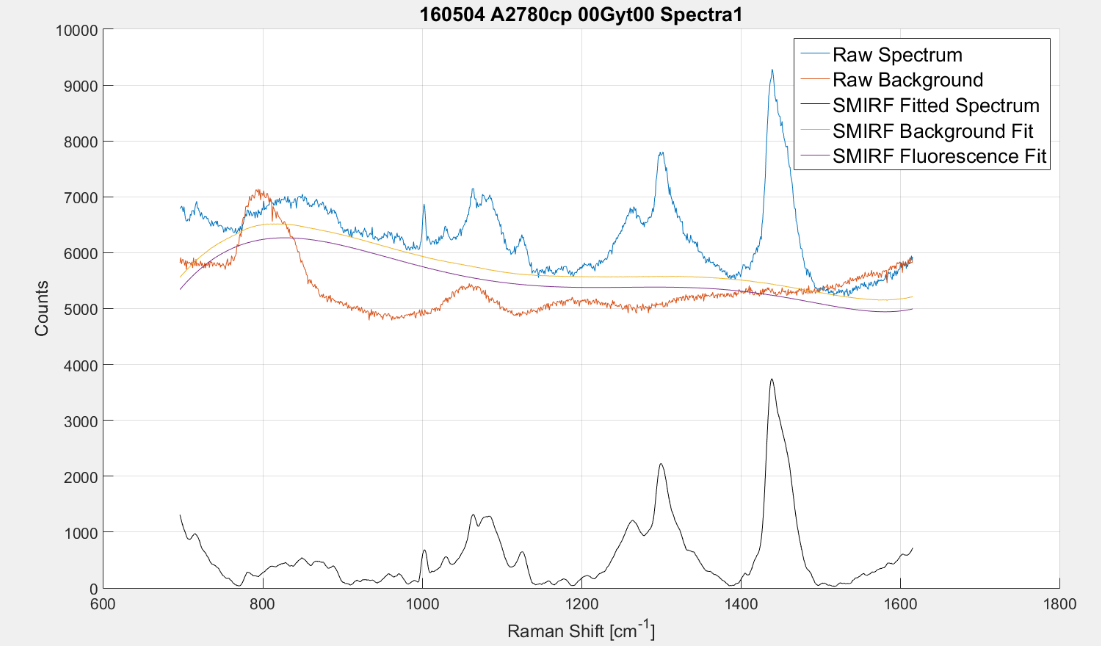 160504 A2780cp 00Gyt00 Spectra1
10000
9000
8000
7000
6000
5000
4000
3000
2000
1000
0
Counts
Raw Spectrum
Raw Background
SMIRF Fitted Spectrum
SMIRF Background Fit
SMIRF Fluorescence Fit
600 800 1000 1200 1400 1600 1800
Raman Shift [cm-1]